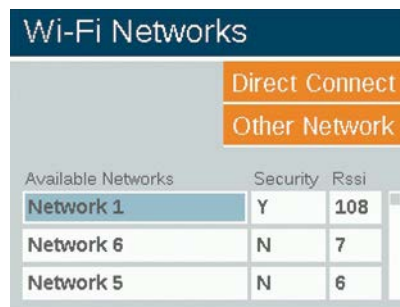 Wi-Fi Networks
Direct Connect
Other Network
Available Networks Security Rssi
Network 1 Y 108
Network 6 N 7
Network 5 N 6